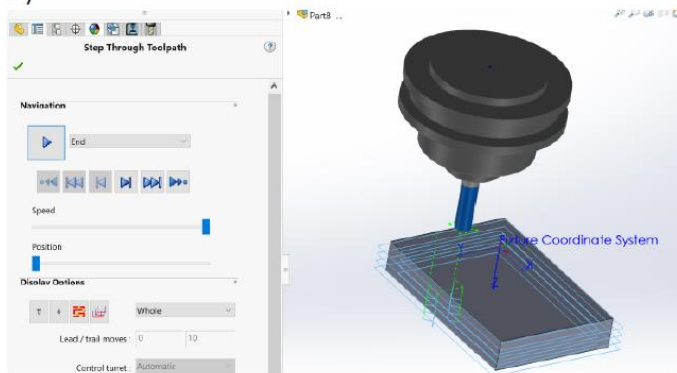 Part8 ..
Step Through Toolpath
Navigation
End
Speed
Position
Display Options
Whole
Lead / trail moves: 0 10
Control turret: Automatic
Fixture Coordinate System
Y
X
Z